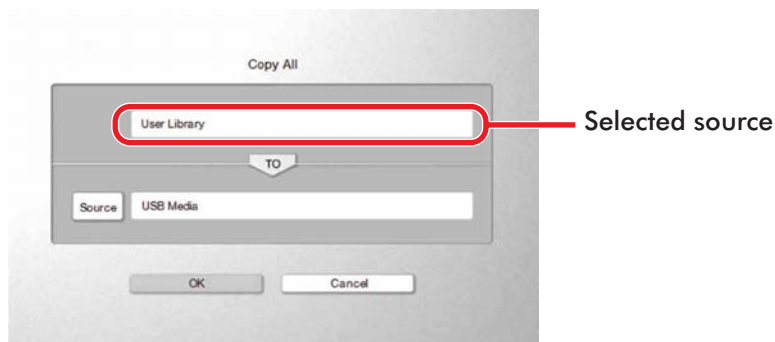 Copy All
User Library
Selected source
TO
Source USB Media
OK Cancel